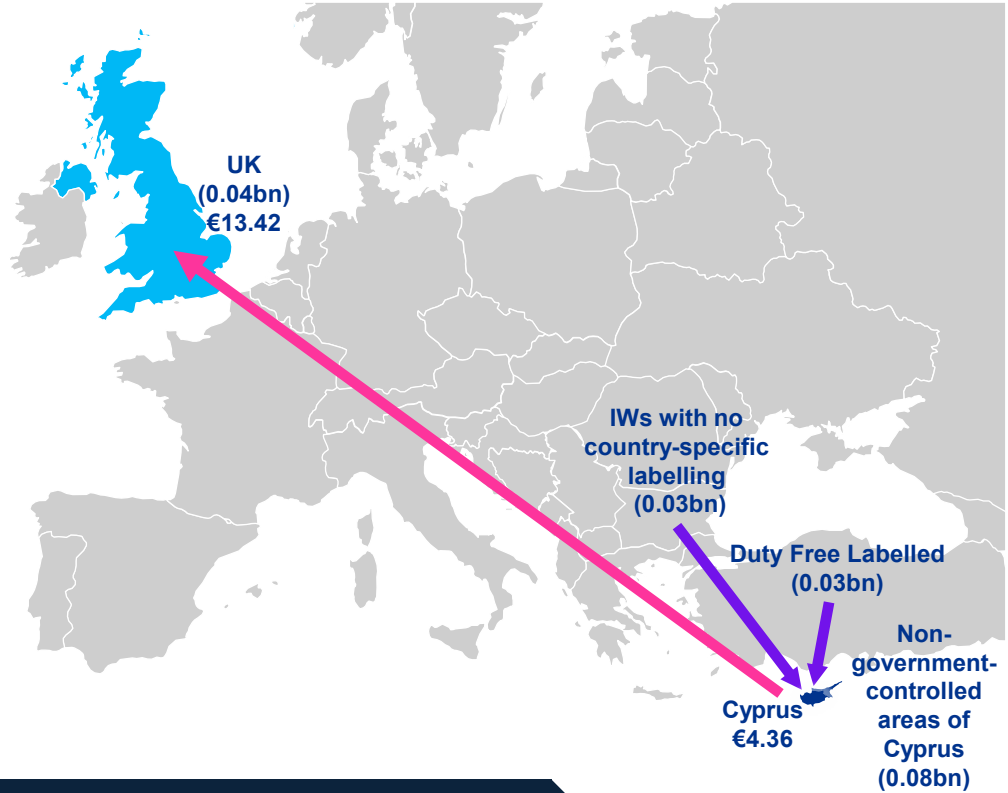 UK
(0.04bn)
€13.42
IWs with no
country-specific
labelling
(0.03bn)
Duty Free Labelled
(0.03bn)
Non-
government-
controlled
areas of
Cyprus
(0.08bn)
Cyprus
€4.36